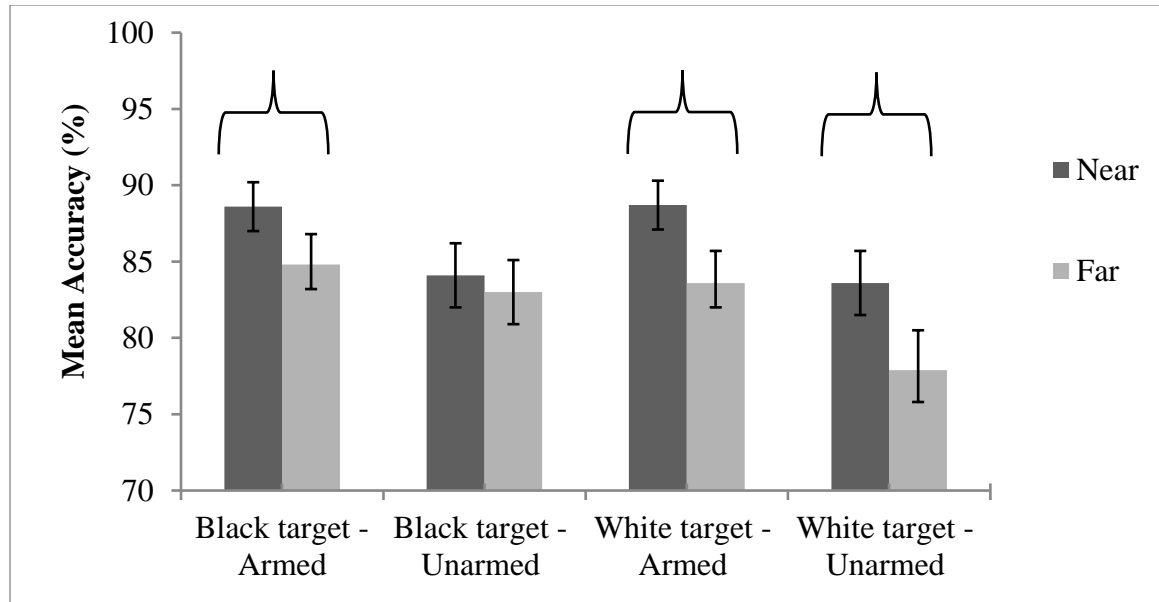 100
95
90
85
80
75
70
Mean Accuracy (%)
Near
Far
Black target -
Armed
Black target -
Unarmed
White target -
Armed
White target -
Unarmed